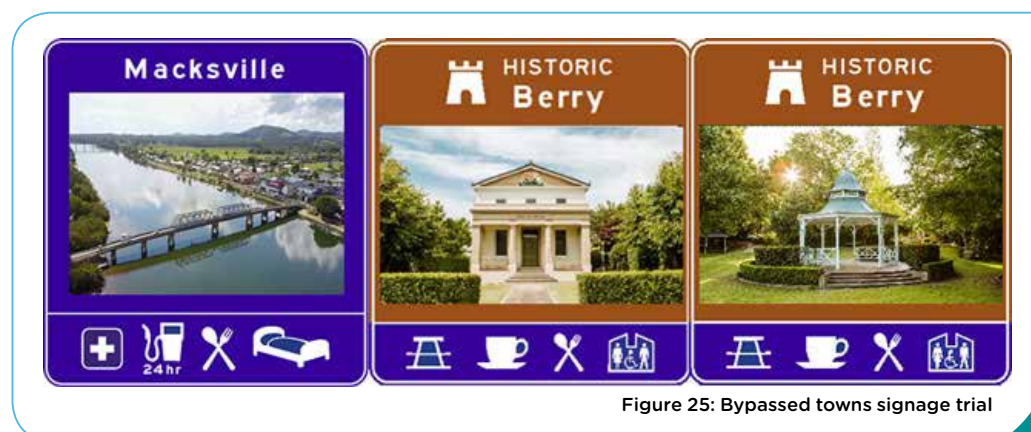 Macksville
24hr
HISTORIC
Berry
HISTORIC
Berry
Figure 25: Bypassed towns signage trial